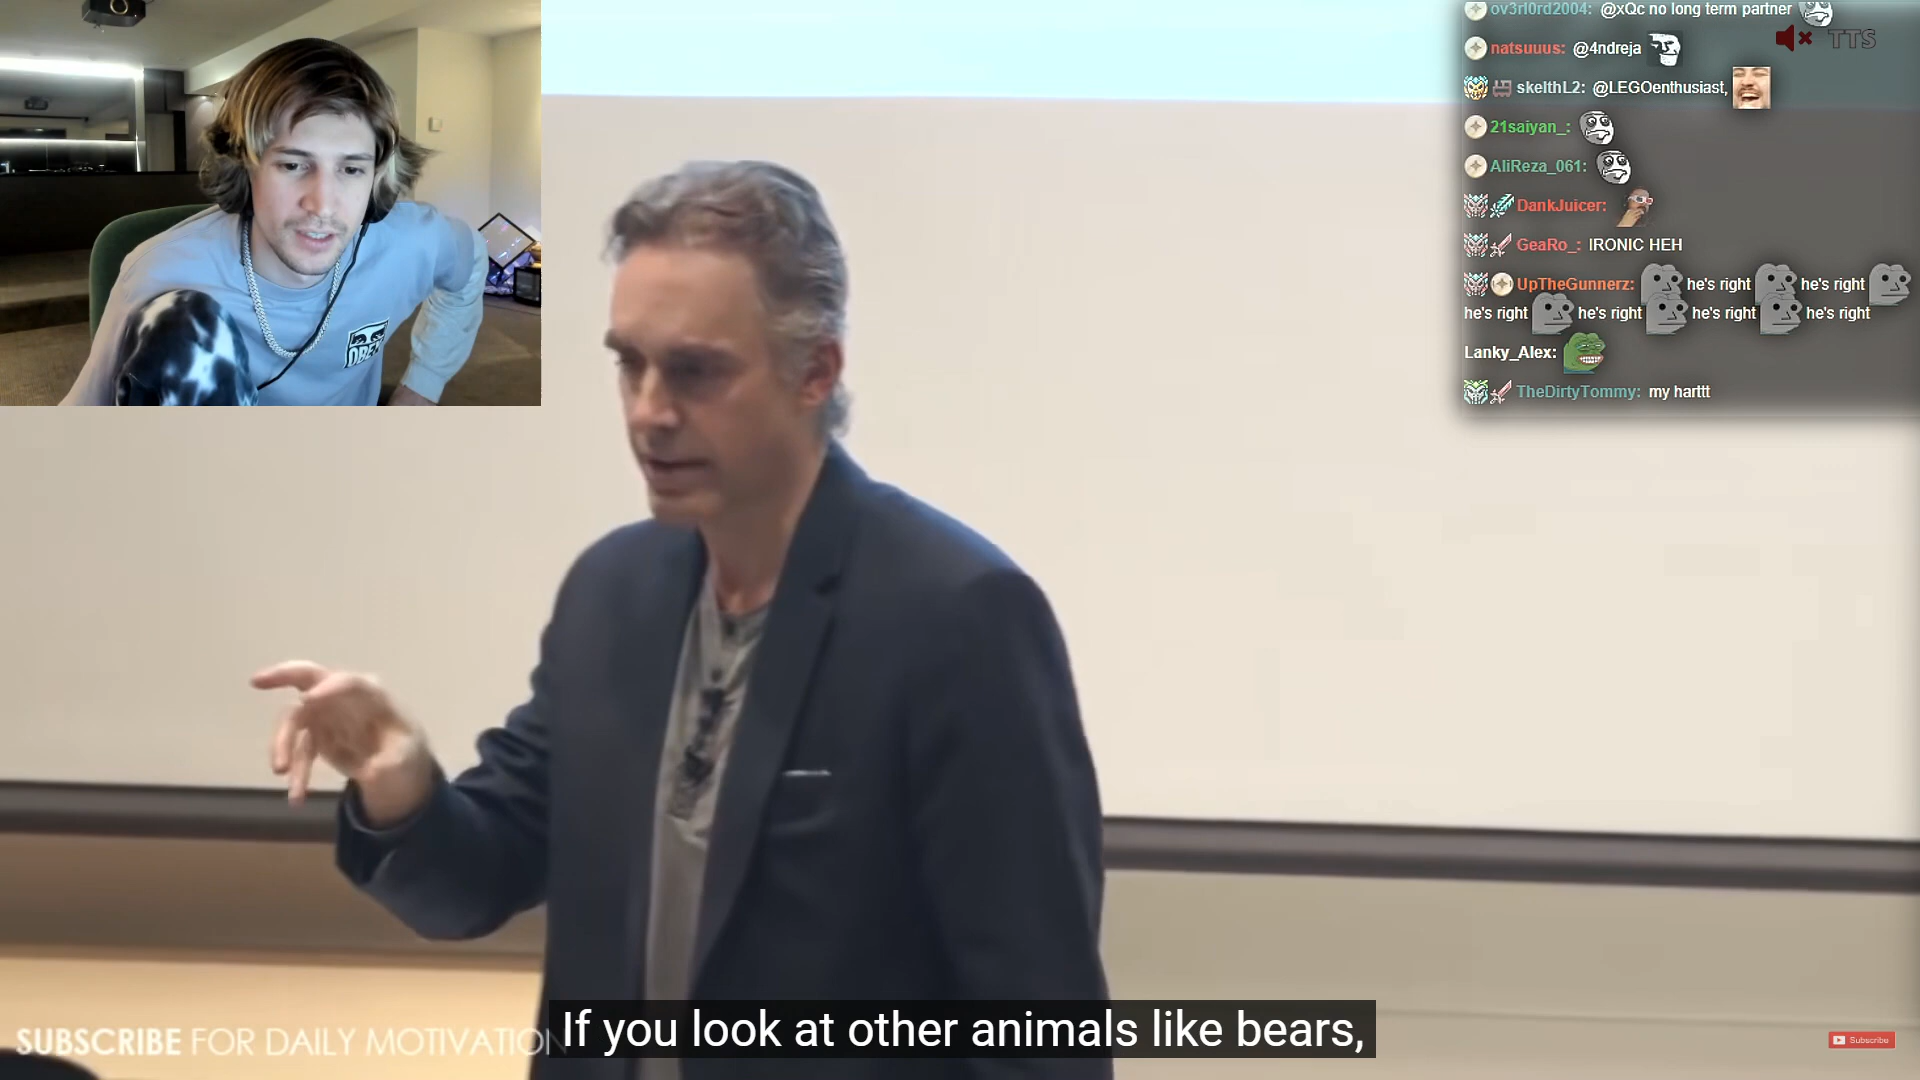 ov3rl0rd2004: @xQc no long term partner
TTS
natsuuus: @4ndreja
skelthL2: @LEGOenthusiast,
21saiyan_:
AliReza_061:
DankJuicer:
GeaRo_: IRONIC HEH
UpTheGunnerz: he's right he's right
he's right he's right he's right he's right
Lanky_Alex:
TheDirtyTommy: my harttt
OBEY
SUBSCRIBE FOR DAILY MOTIVATION
If you look at other animals like bears,
Subscribe